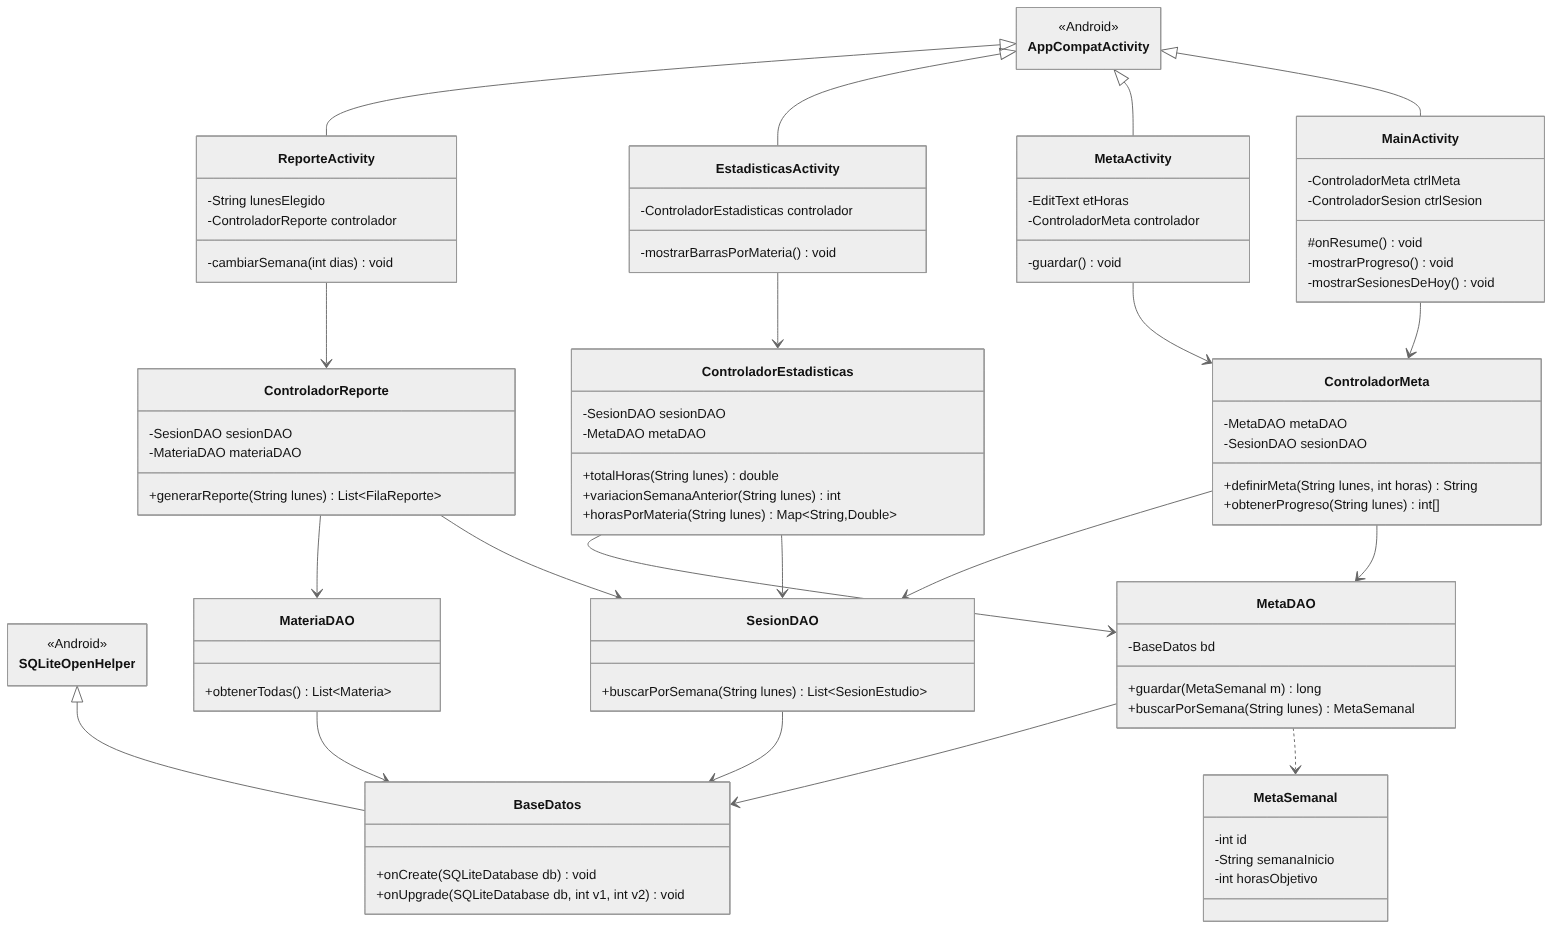 «Android»
AppCompatActivity
ReporteActivity
-String lunesElegido
-ControladorReporte controlador
-cambiarSemana(int dias) : void
EstadisticasActivity
-ControladorEstadisticas controlador
-mostrarBarrasPorMateria() : void
MetaActivity
-EditText etHoras
-ControladorMeta controlador
-guardar() : void
MainActivity
-ControladorMeta ctrlMeta
-ControladorSesion ctrlSesion
#onResume() : void
-mostrarProgreso() : void
-mostrarSesionesDeHoy() : void
ControladorReporte
-SesionDAO sesionDAO
-MateriaDAO materiaDAO
+generarReporte(String lunes) : List<FilaReporte>
ControladorEstadisticas
-SesionDAO sesionDAO
-MetaDAO metaDAO
+totalHoras(String lunes) : double
+variacionSemanaAnterior(String lunes) : int
+horasPorMateria(String lunes) : Map<String,Double>
ControladorMeta
-MetaDAO metaDAO
-SesionDAO sesionDAO
+definirMeta(String lunes, int horas) : String
+obtenerProgreso(String lunes) : int[]
«Android»
SQLiteOpenHelper
MateriaDAO
+obtenerTodas() : List<Materia>
SesionDAO
+buscarPorSemana(String lunes) : List<SesionEstudio>
MetaDAO
-BaseDatos bd
+guardar(MetaSemanal m) : long
+buscarPorSemana(String lunes) : MetaSemanal
BaseDatos
+onCreate(SQLiteDatabase db) : void
+onUpgrade(SQLiteDatabase db, int v1, int v2) : void
MetaSemanal
-int id
-String semanaInicio
-int horasObjetivo